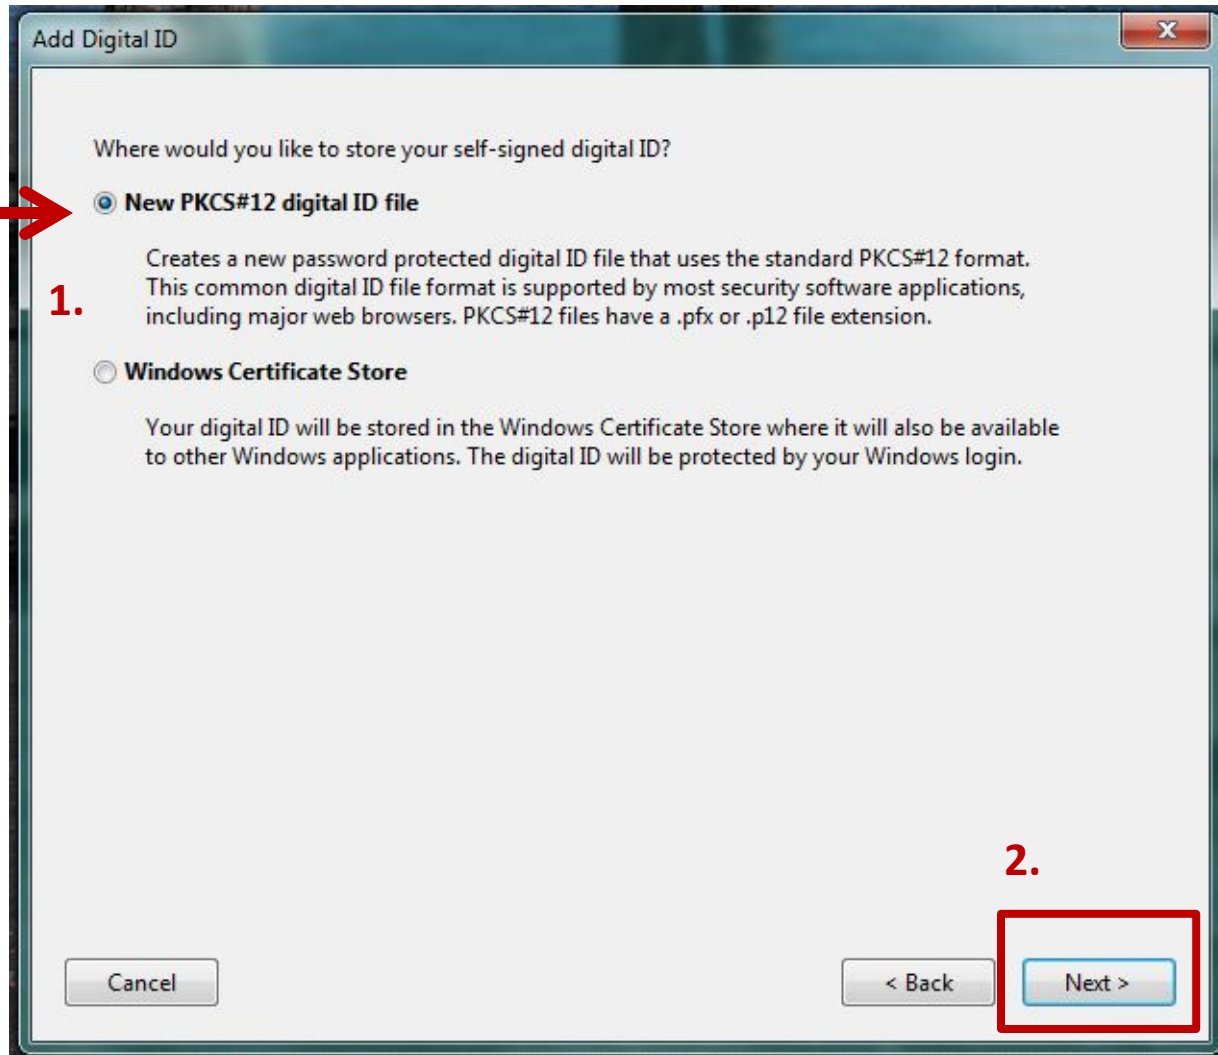 Add Digital ID
x
Where would you like to store your self-signed digital ID?
New PKCS#12 digital ID file
1.
Creates a new password protected digital ID file that uses the standard PKCS#12 format.
This common digital ID file format is supported by most security software applications,
including major web browsers. PKCS#12 files have a .pfx or .p12 file extension.
Windows Certificate Store
Your digital ID will be stored in the Windows Certificate Store where it will also be available
to other Windows applications. The digital ID will be protected by your Windows login.
2.
Cancel
< Back
Next >